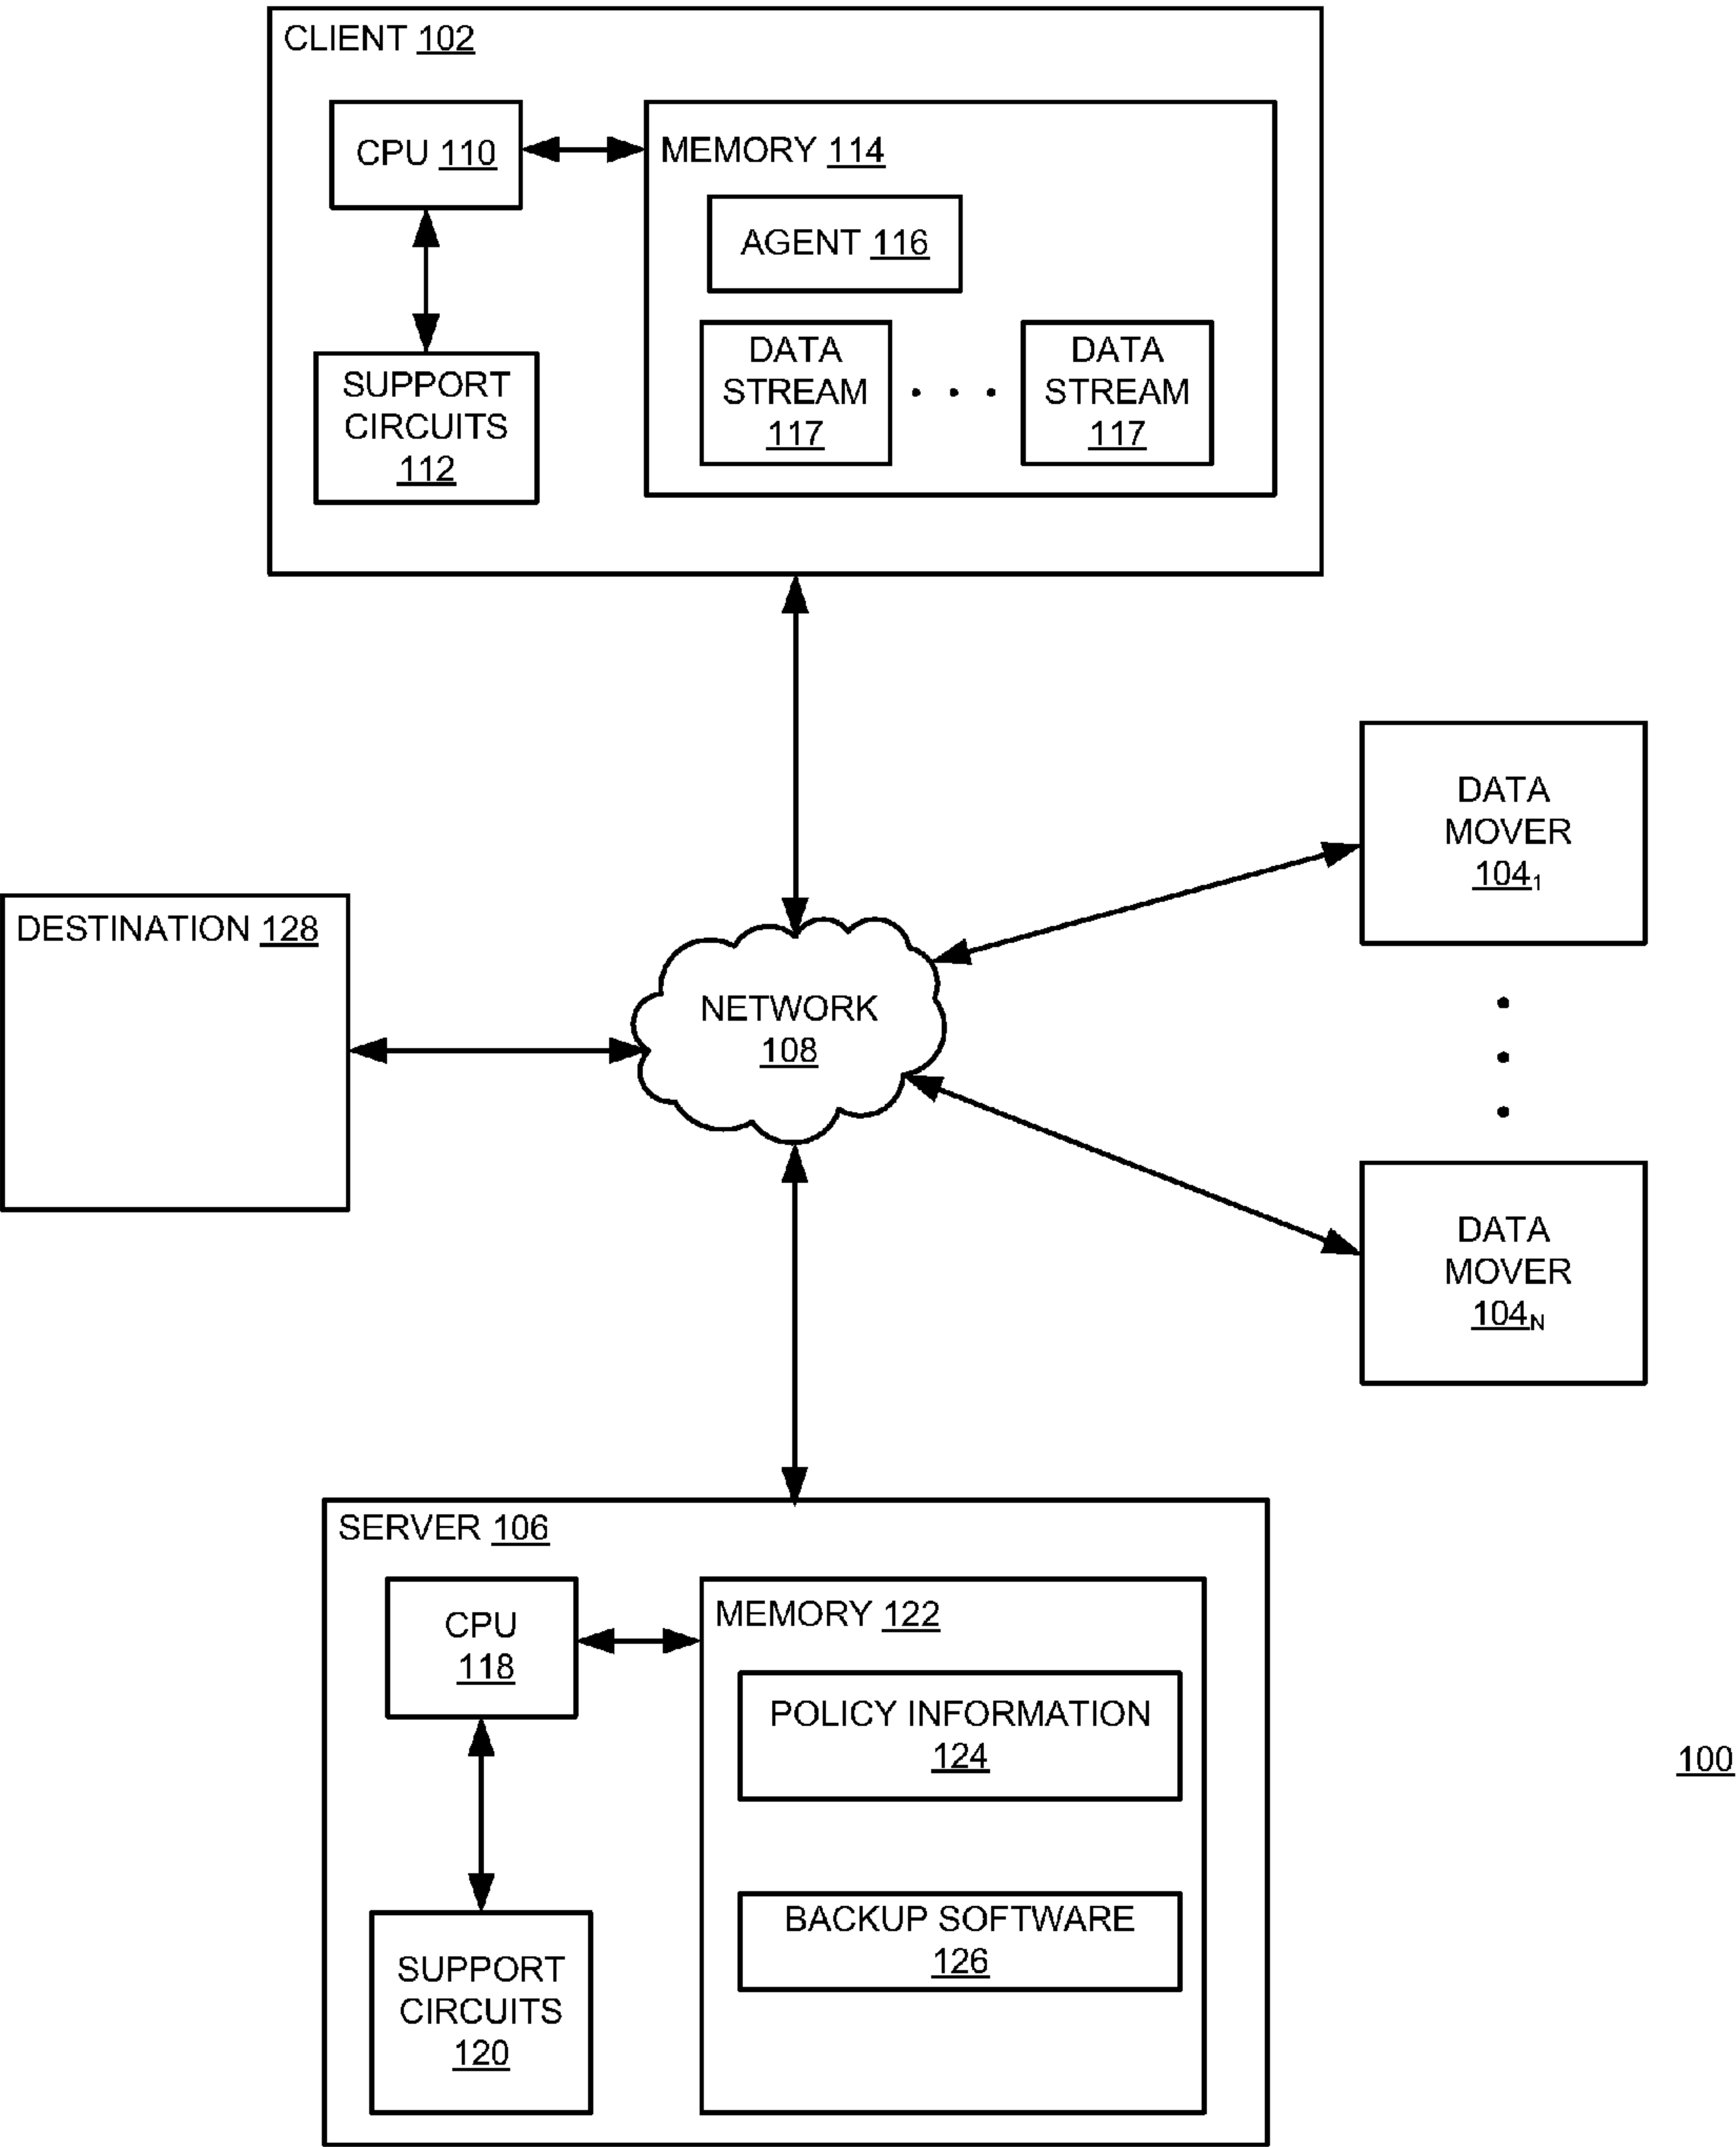 CLIENT 102
CPU 110
MEMORY 114
AGENT 116
SUPPORT
CIRCUITS
112
DATA
STREAM
117
. . .
DATA
STREAM
117
DATA
MOVER
104₁
DESTINATION 128
NETWORK
108
DATA
MOVER
104N
SERVER 106
CPU
118
MEMORY 122
POLICY INFORMATION
124
BACKUP SOFTWARE
126
SUPPORT
CIRCUITS
120
100